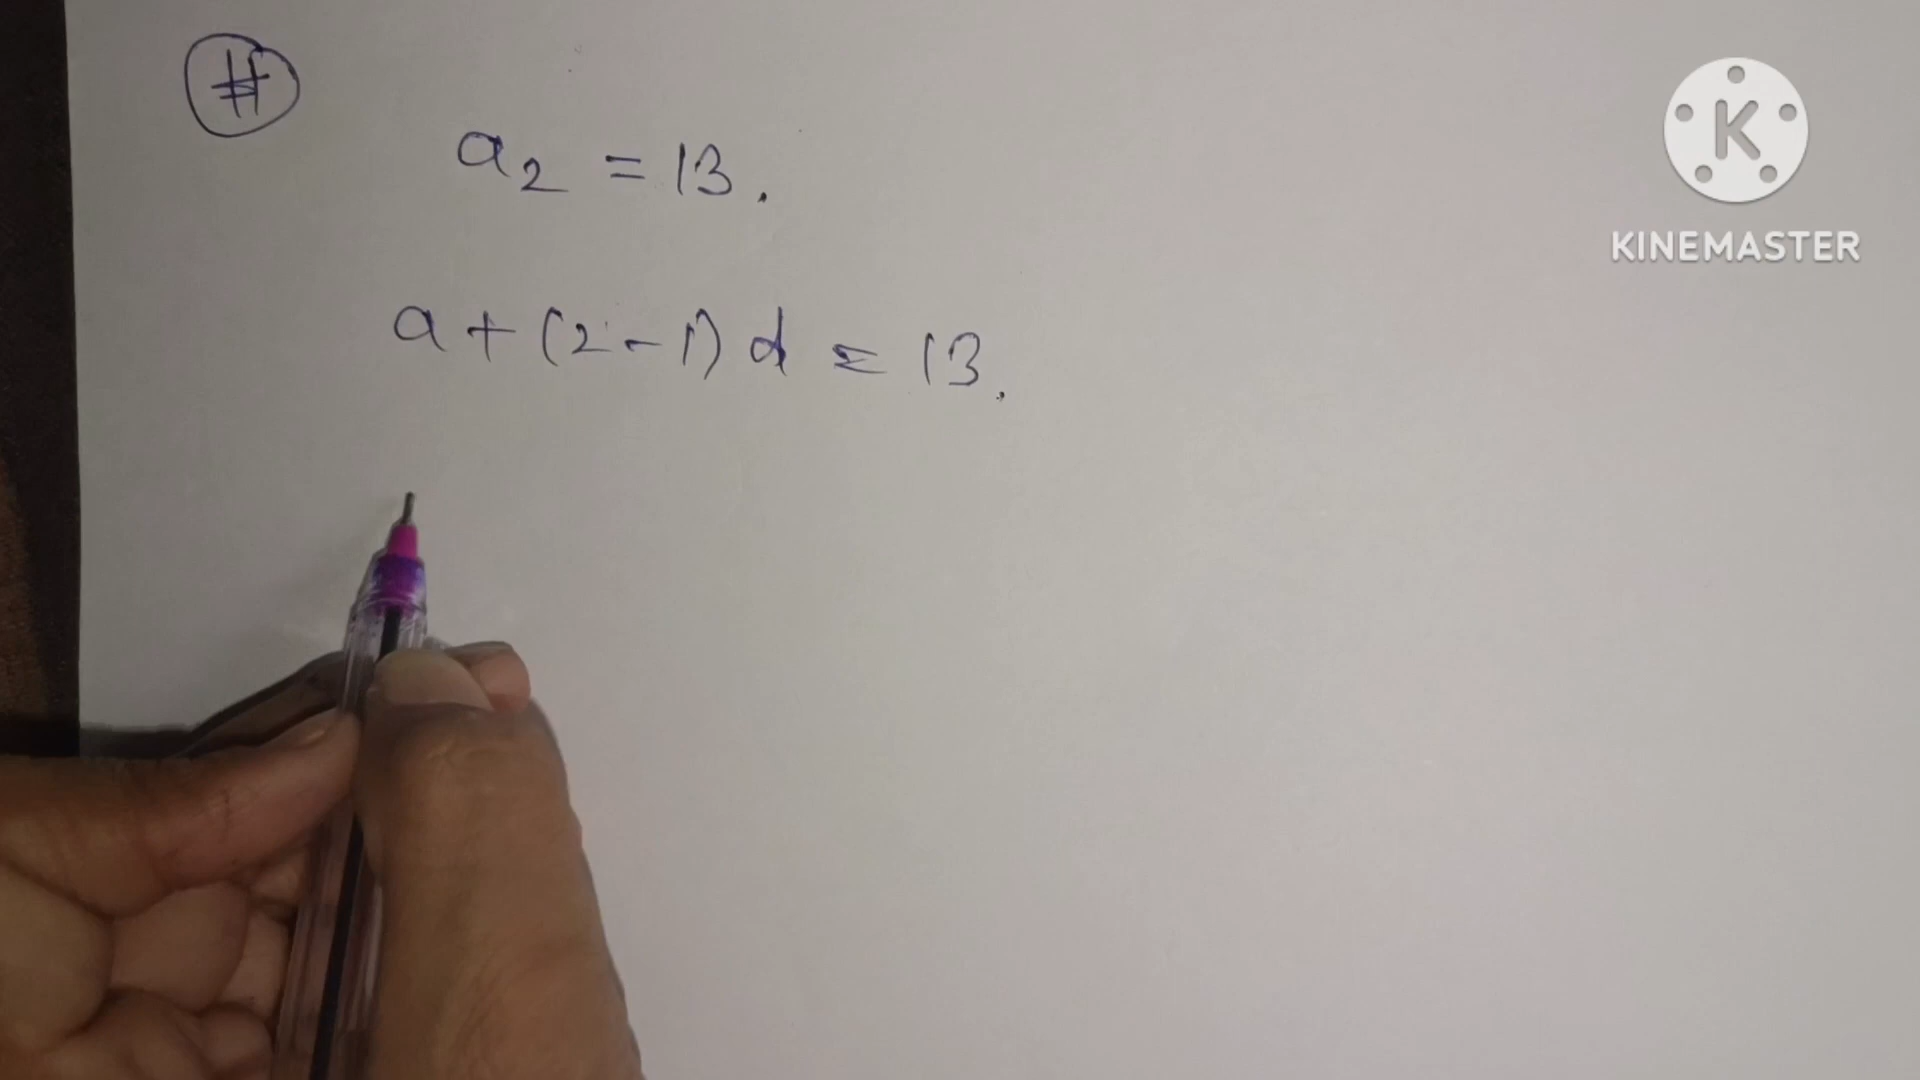 #
a₂ = 13.
a + (2 - 1) d = 13.
K
KINEMASTER